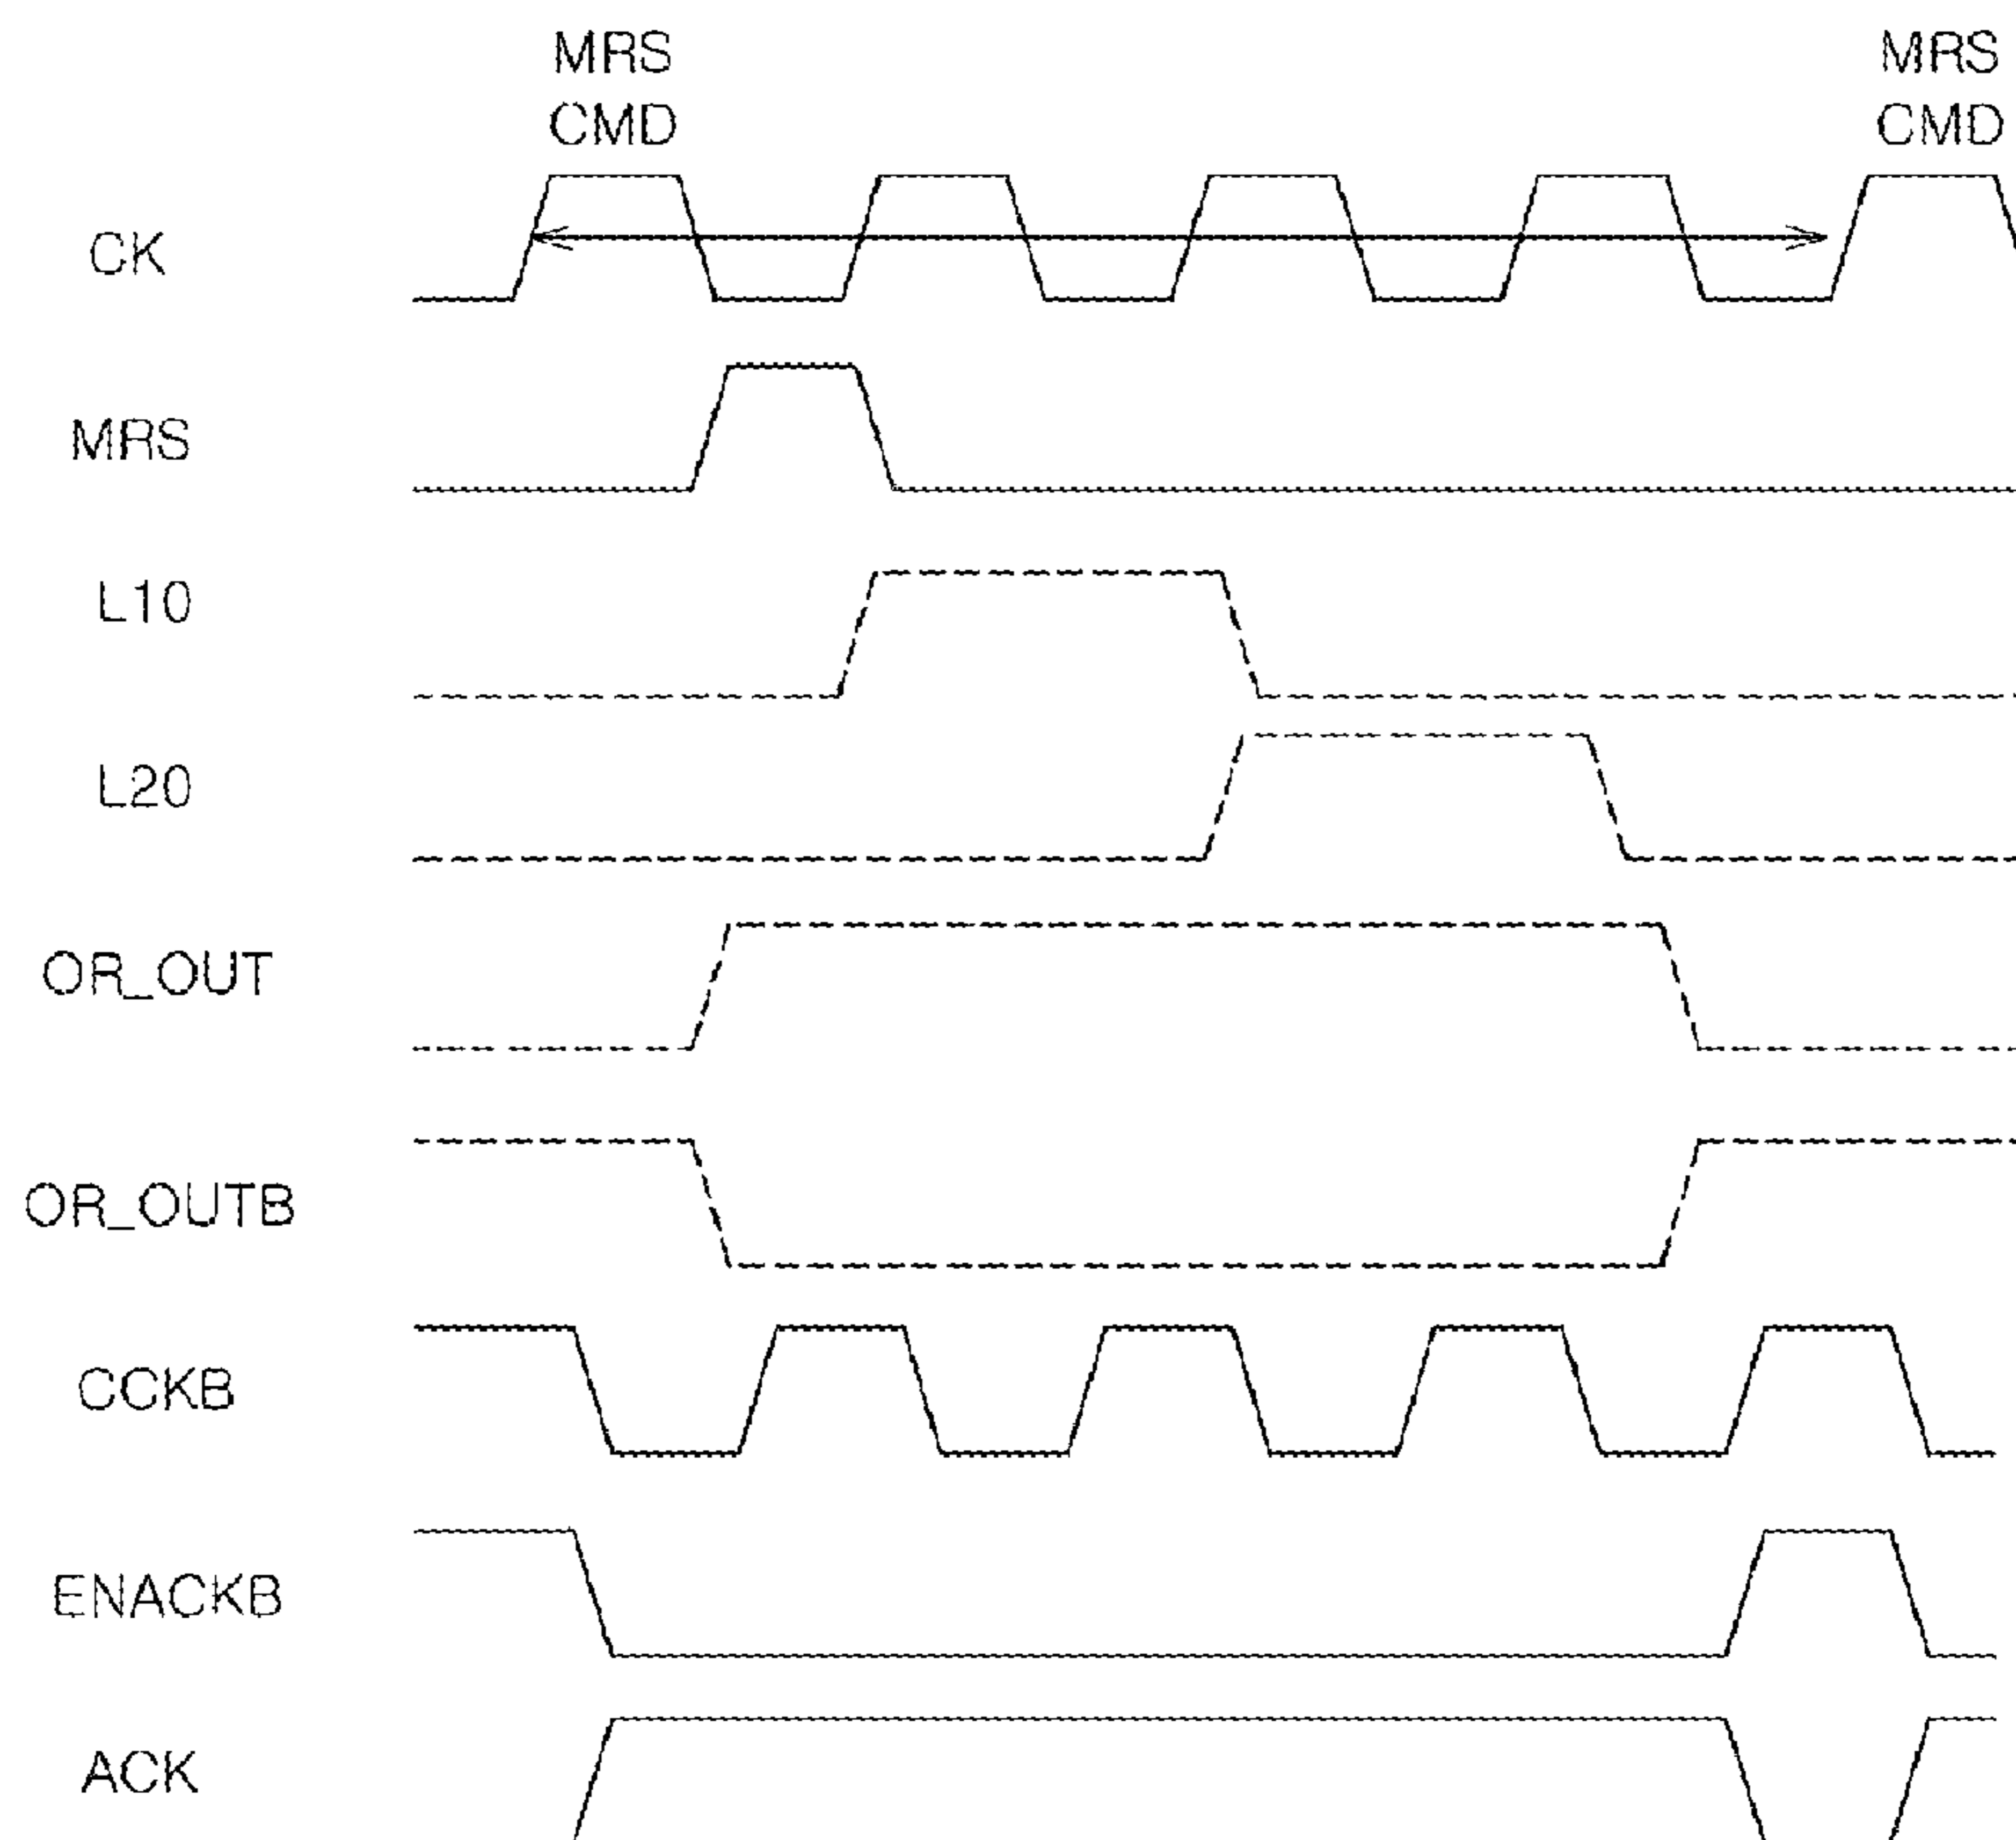 MRS MRS
CMD CMD
CK
MRS
L10
L20
OR_OUT
OR_OUTB
CCKB
ENACKB
ACK